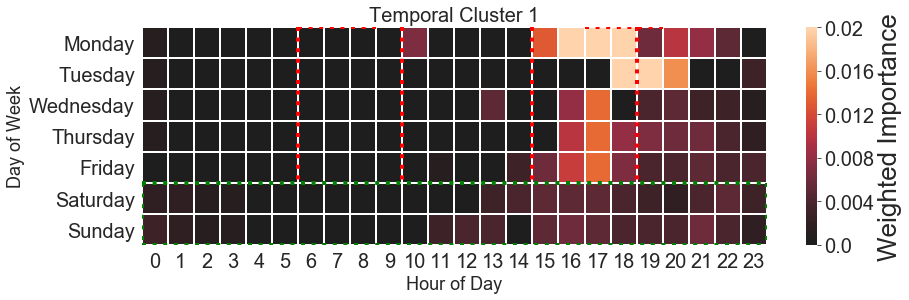 Temporal Cluster 1
Day of Week
Monday
Tuesday
Wednesday
Thursday
Friday
Saturday
Sunday
0 1 2 3 4 5 6 7 8 9 10 11 12 13 14 15 16 17 18 19 20 21 22 23
Hour of Day
0.02
0.016
0.012
0.008
0.004
0.0
Weighted Importance